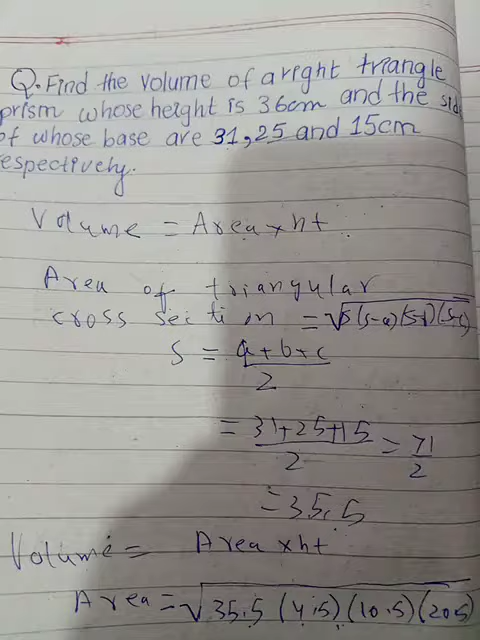 Q. Find the volume of a right triangle
prism whose height is 36cm and the sid
of whose base are 31, 25 and 15cm
espectively.
Volume = Area × ht
Area of triangular
cross section = √s(s-a)(s-b)(s-c)
s = a+b+c
2
= 31+25+15 = 71
2 2
= 35.5
Volume = Area × ht
Area = √35.5 (4.5) (10.5) (20.5